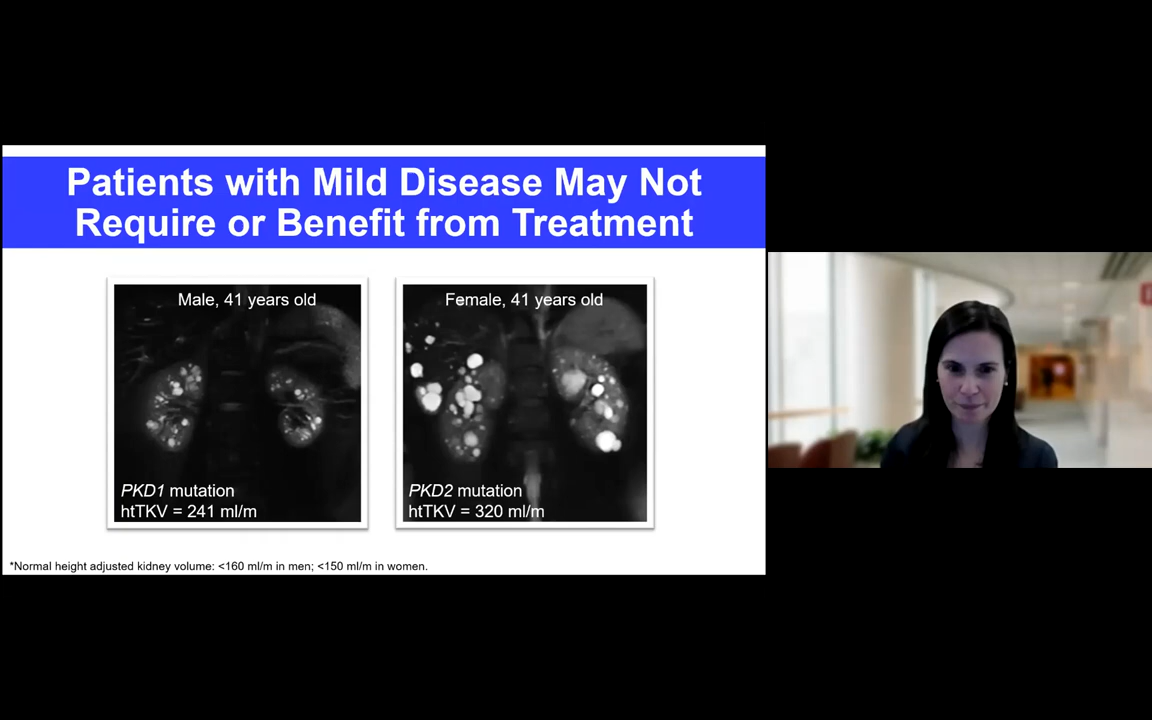 Patients with Mild Disease May Not
Require or Benefit from Treatment
Male, 41 years old
PKD1 mutation
htTKV = 241 ml/m
Female, 41 years old
PKD2 mutation
htTKV = 320 ml/m
*Normal height adjusted kidney volume: <160 ml/m in men; <150 ml/m in women.